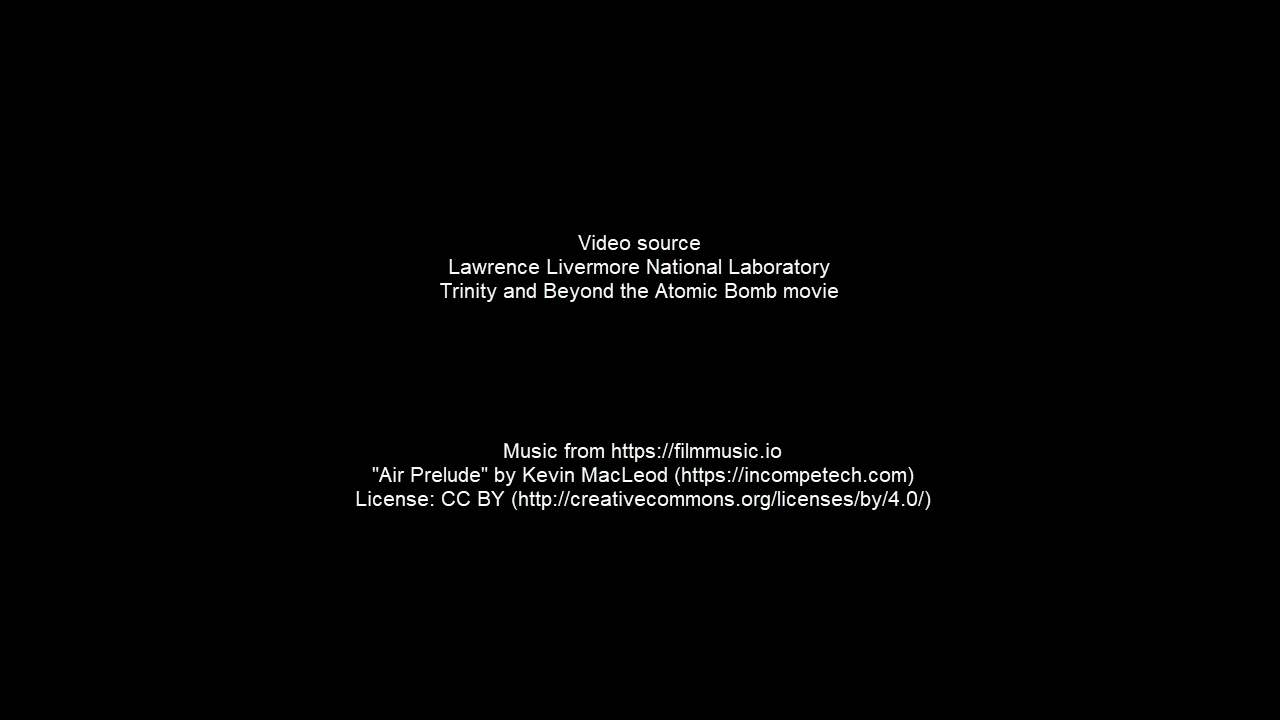 Video source
Lawrence Livermore National Laboratory
Trinity and Beyond the Atomic Bomb movie
Music from https://filmmusic.io
"Air Prelude" by Kevin MacLeod (https://incompetech.com)
License: CC BY (http://creativecommons.org/licenses/by/4.0/)